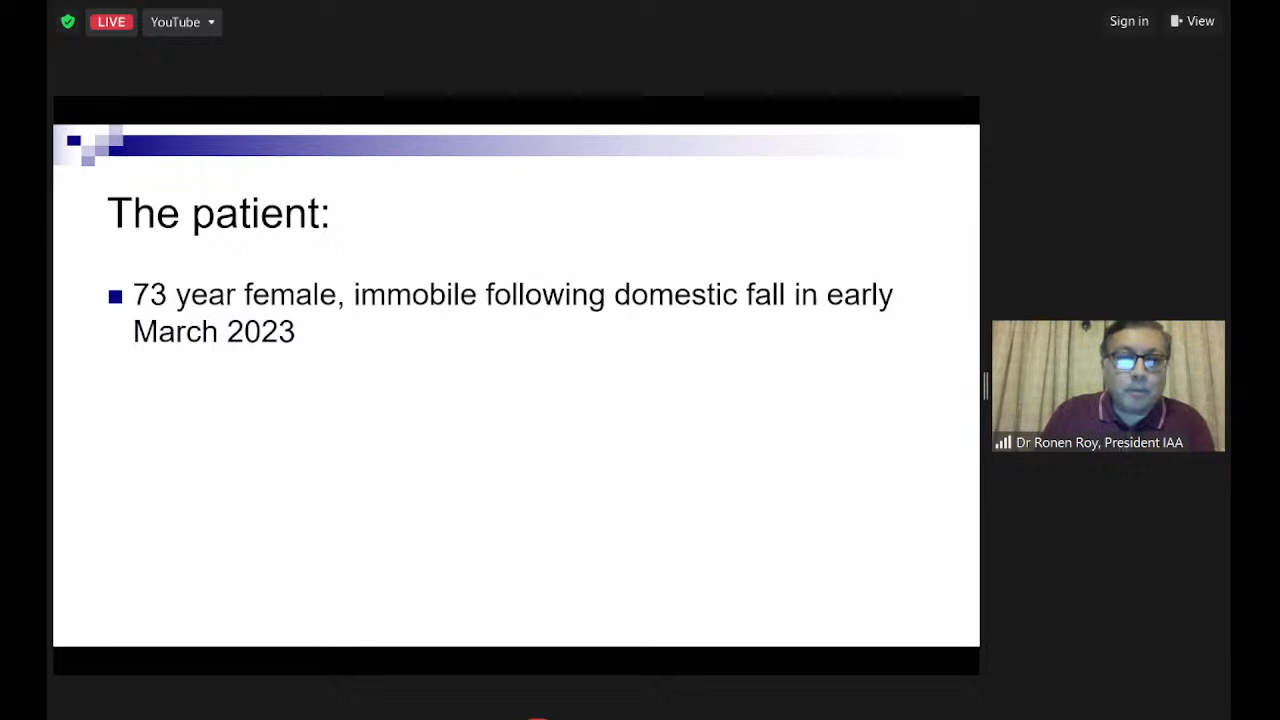 LIVE
YouTube
Sign in
View
The patient:
73 year female, immobile following domestic fall in early
March 2023
Dr Ronen Roy, President IAA